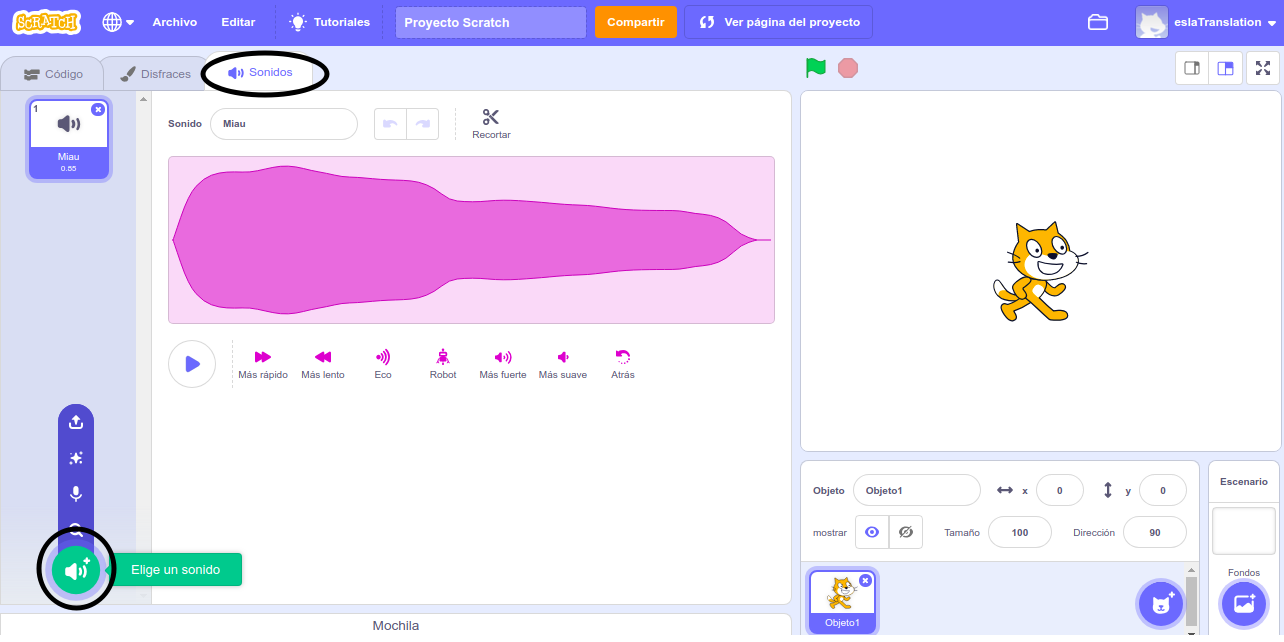 SCRATCH Archivo Editar Tutoriales Proyecto Scratch Compartir Ver página del proyecto eslaTranslation
Código Disfraces Sonidos
1
Miau
0.55
Sonido Miau
Recortar
Más rápido Más lento Eco Robot Más fuerte Más suave Atrás
Elige un sonido
Mochila
Objeto Objeto1 x 0 y 0
mostrar Tamaño 100 Dirección 90
Objeto1
Escenario
Fondos